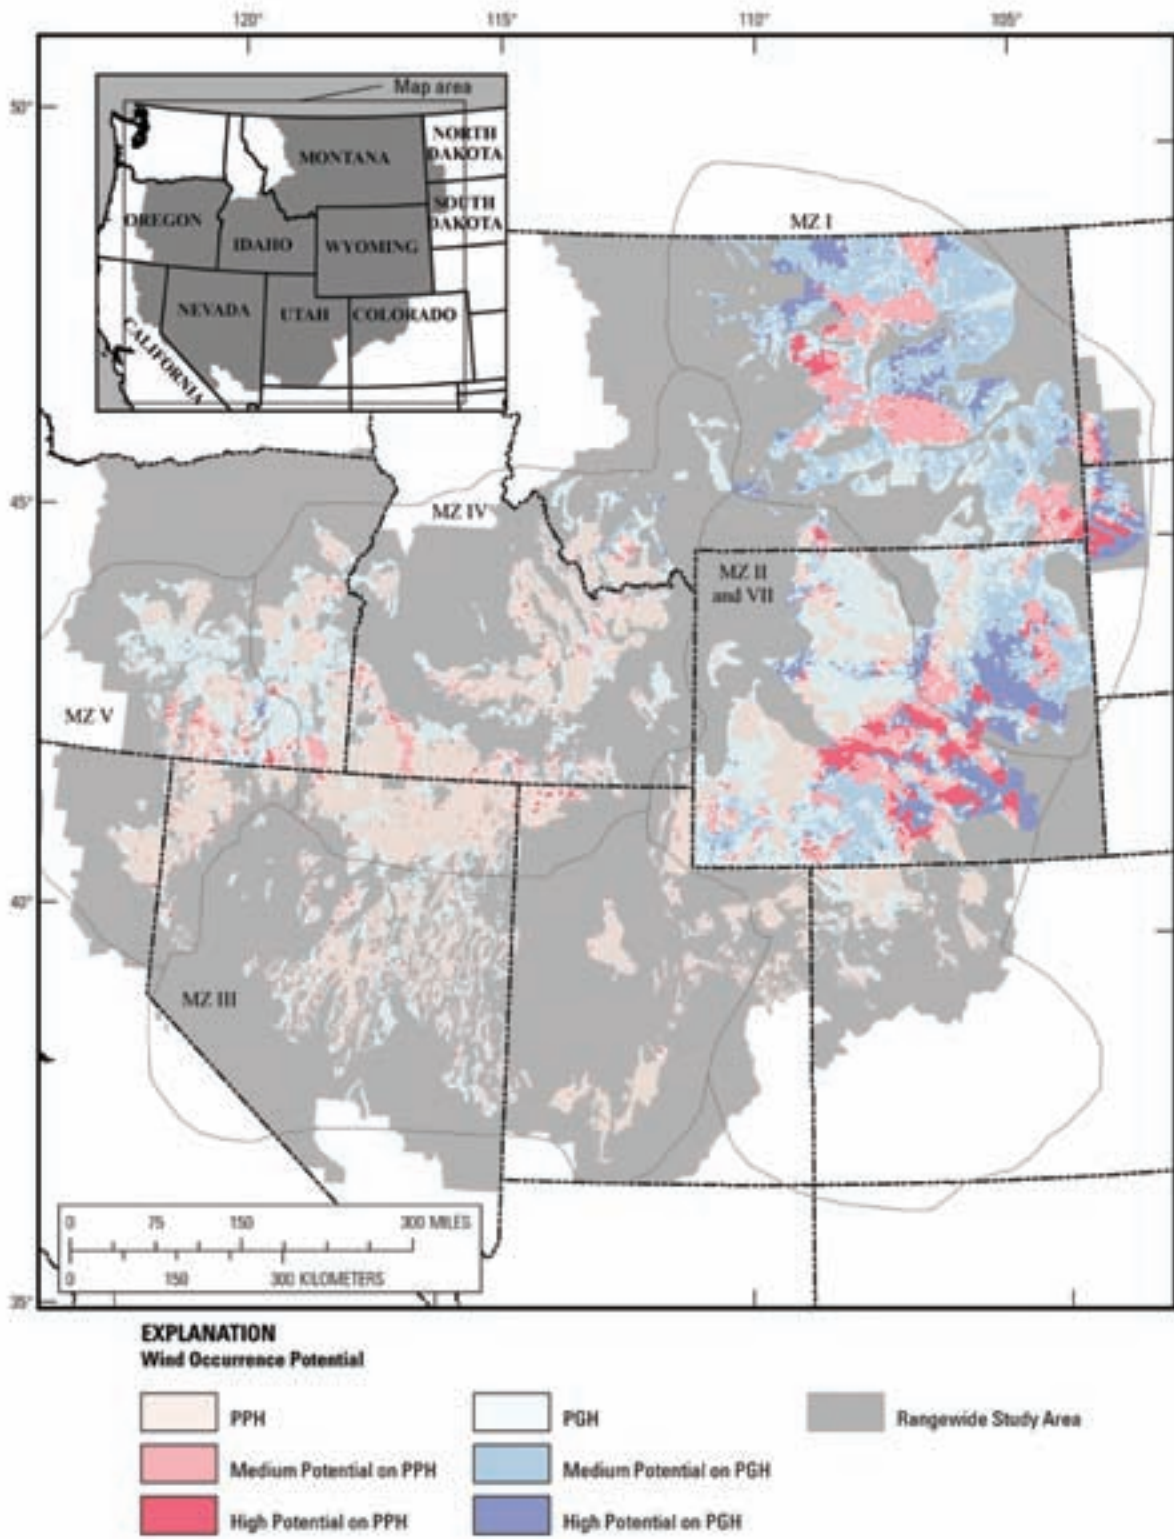 120°
115°
110°
105°
50°
45°
40°
35°
Map area
NORTH
DAKOTA
MONTANA
SOUTH
DAKOTA
OREGON
IDAHO
WYOMING
NEVADA
UTAH
COLORADO
CALIFORNIA
MZ I
MZ IV
MZ II
and VII
MZ V
MZ III
0 75 150 300 MILES
0 150 300 KILOMETERS
EXPLANATION
Wind Occurrence Potential
PPH
PGH
Rangewide Study Area
Medium Potential on PPH
Medium Potential on PGH
High Potential on PPH
High Potential on PGH